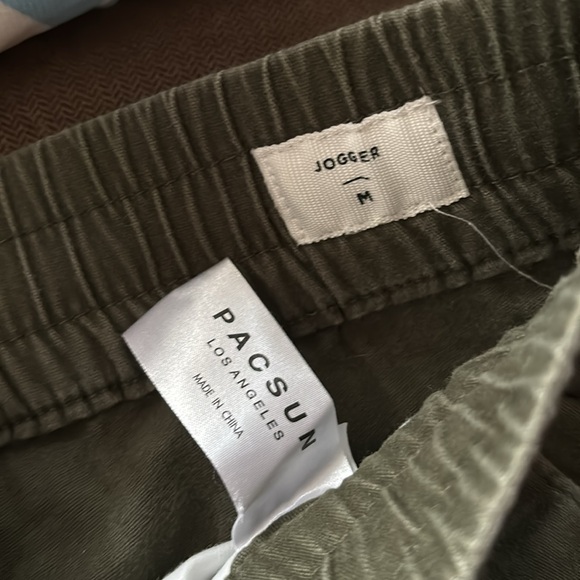 JOGGER
M
PACSUN
LOS ANGELES
MADE IN CHINA